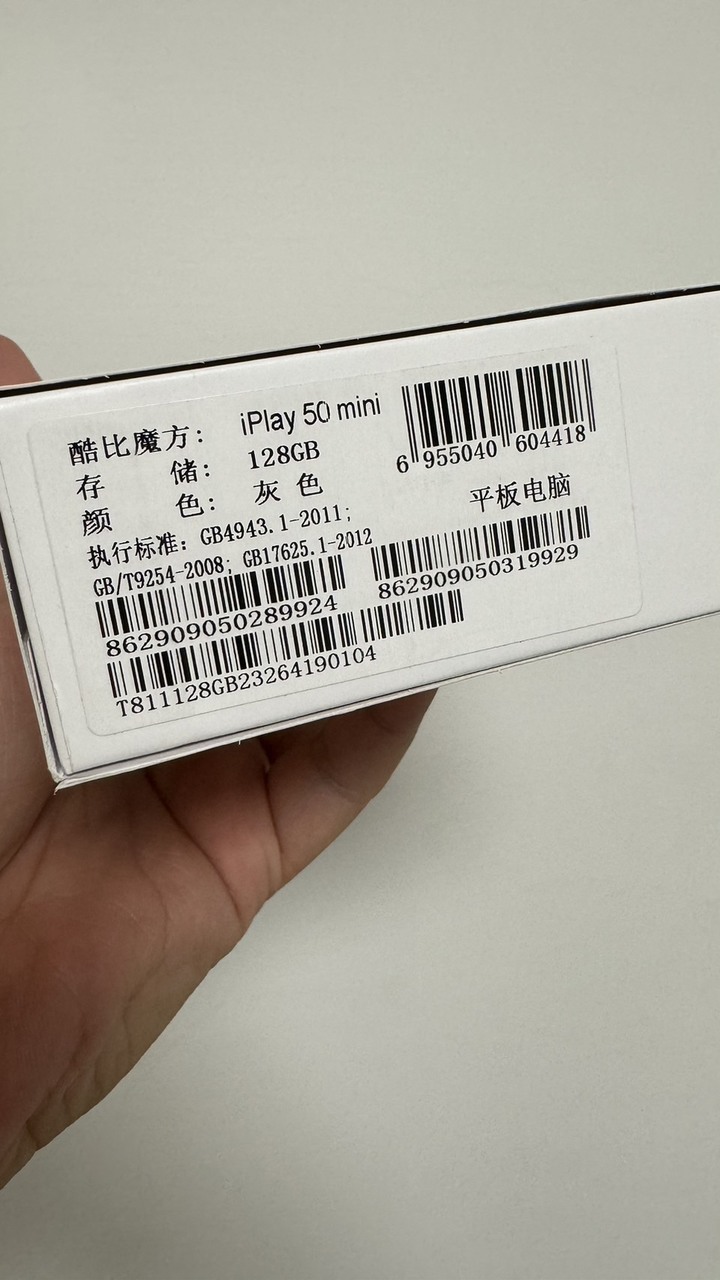 酷比魔方: iPlay 50 mini
存 储: 128GB
颜 色: 灰 色
6 955040 604418
平板电脑
执行标准: GB4943.1-2011;
GB/T9254-2008; GB17625.1-2012
862909050289924
862909050319929
T811128GB23264190104